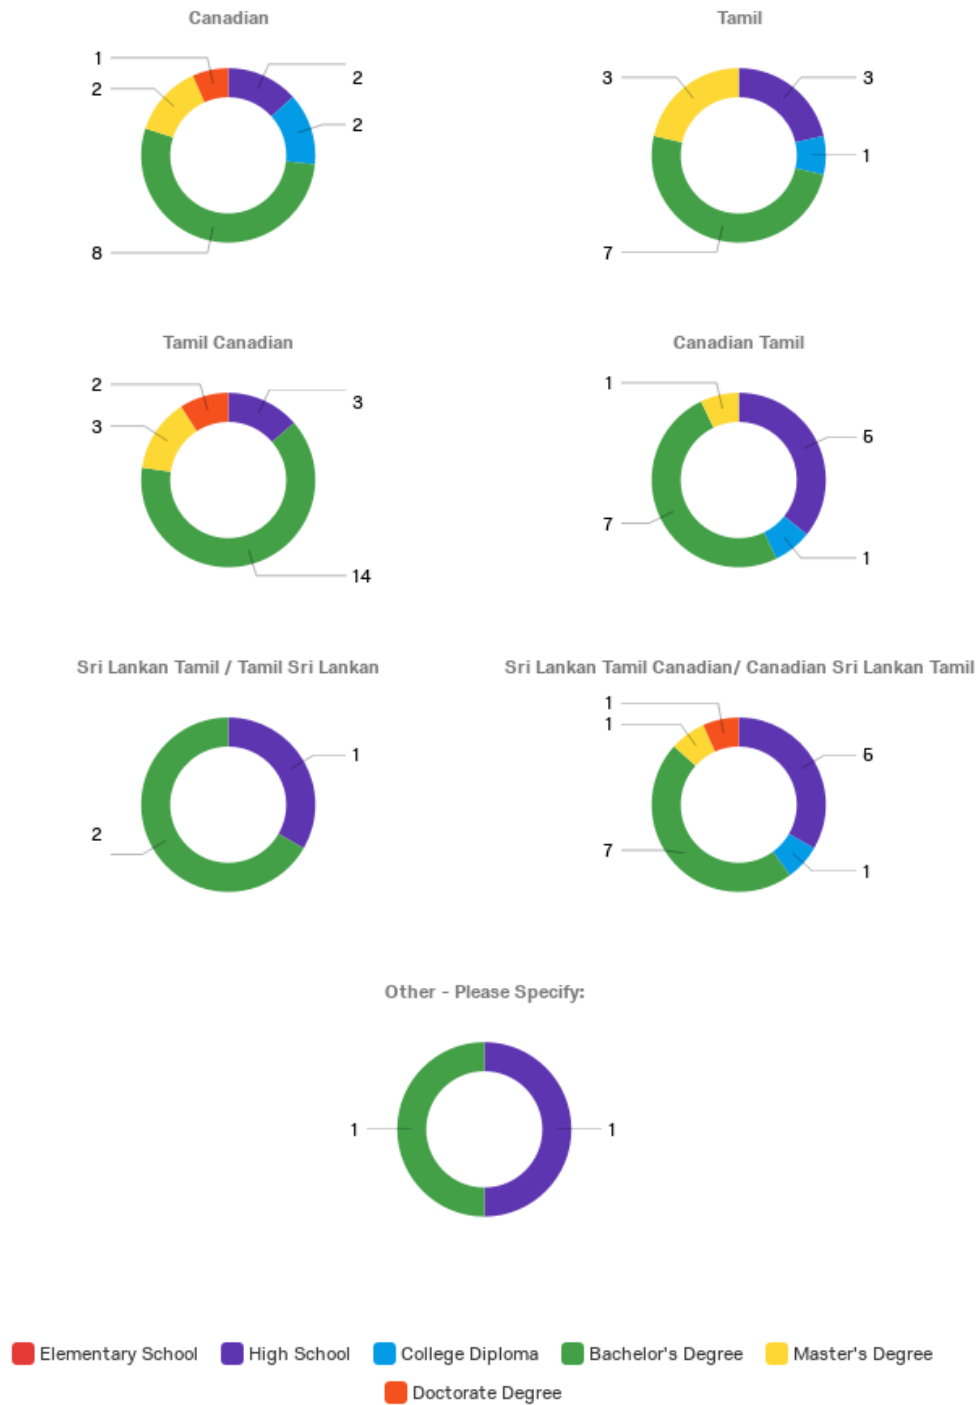 Canadian
1
2
2
2
8
Tamil
3
3
1
7
Tamil Canadian
2
3
3
14
Canadian Tamil
1
5
7
1
Sri Lankan Tamil / Tamil Sri Lankan
1
2
Sri Lankan Tamil Canadian/ Canadian Sri Lankan Tamil
1
1
5
7
1
Other - Please Specify:
1
1
Elementary School
High School
College Diploma
Bachelor's Degree
Master's Degree
Doctorate Degree